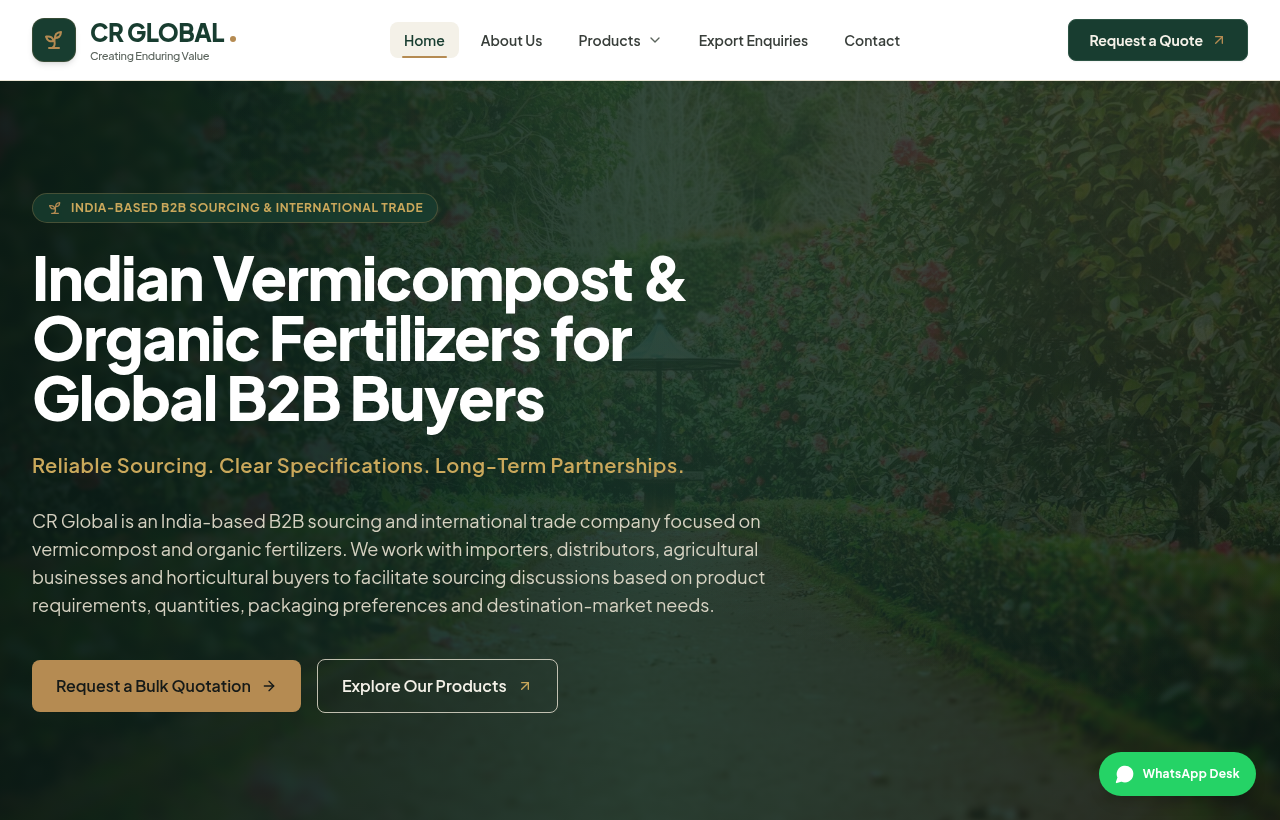 CR GLOBAL
Creating Enduring Value
Home
About Us
Products
Export Enquiries
Contact
Request a Quote
INDIA-BASED B2B SOURCING & INTERNATIONAL TRADE
Indian Vermicompost &
Organic Fertilizers for
Global B2B Buyers
Reliable Sourcing. Clear Specifications. Long-Term Partnerships.
CR Global is an India-based B2B sourcing and international trade company focused on
vermicompost and organic fertilizers. We work with importers, distributors, agricultural
businesses and horticultural buyers to facilitate sourcing discussions based on product
requirements, quantities, packaging preferences and destination-market needs.
Request a Bulk Quotation
Explore Our Products
WhatsApp Desk